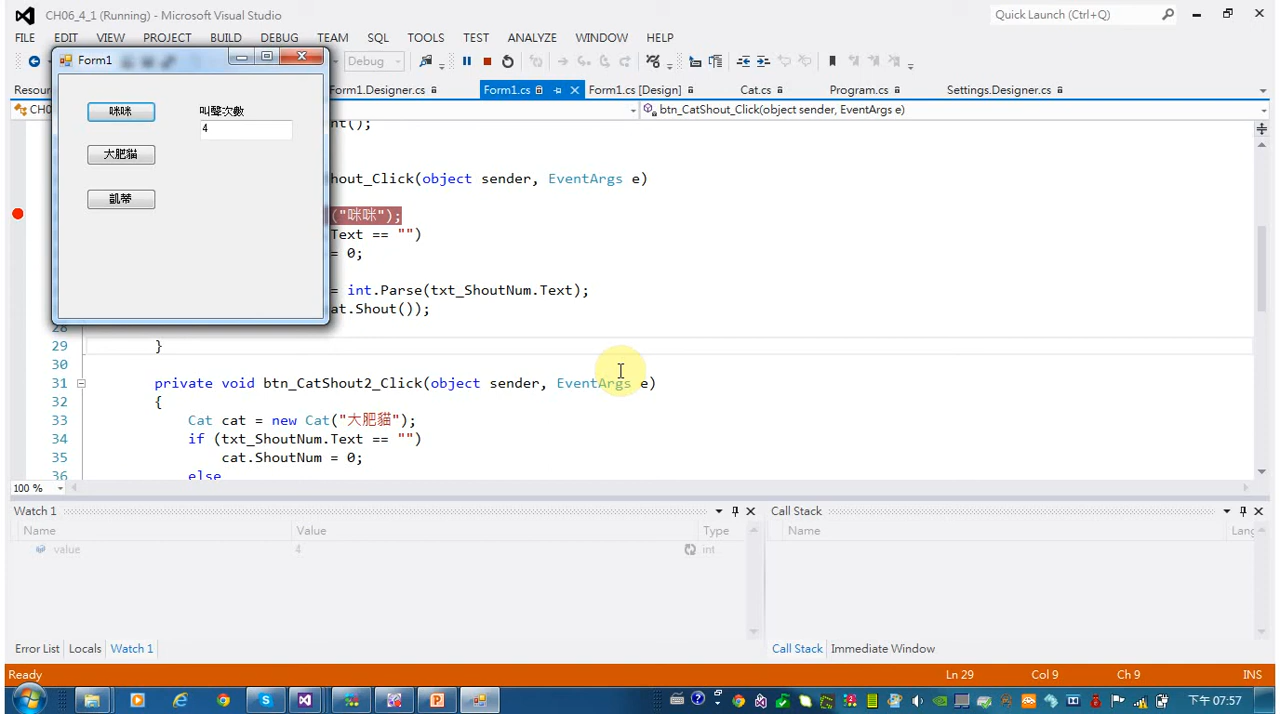 CH06_4_1 (Running) - Microsoft Visual Studio
Quick Launch (Ctrl+Q)
FILE EDIT VIEW PROJECT BUILD DEBUG TEAM SQL TOOLS TEST ANALYZE WINDOW HELP
Form1
Debug
Resour
orm1.Designer.cs
Form1.cs
Form1.cs [Design]
Cat.cs
Program.cs
Settings.Designer.cs
CH0
btn_CatShout_Click(object sender, EventArgs e)
咪咪
叫聲次數
4
大肥貓
凱蒂
nt();
hout_Click(object sender, EventArgs e)
("咪咪");
Text == "")
= 0;
= int.Parse(txt_ShoutNum.Text);
at.Shout());
28
29 }
30
31 private void btn_CatShout2_Click(object sender, EventArgs e)
32 {
33 Cat cat = new Cat("大肥貓");
34 if (txt_ShoutNum.Text == "")
35 cat.ShoutNum = 0;
36 else
100 %
Watch 1
Call Stack
Name Value Type
Name Lang
value 4 int
Error List Locals Watch 1
Call Stack Immediate Window
Ready
Ln 29 Col 9 Ch 9 INS
下午 07:57